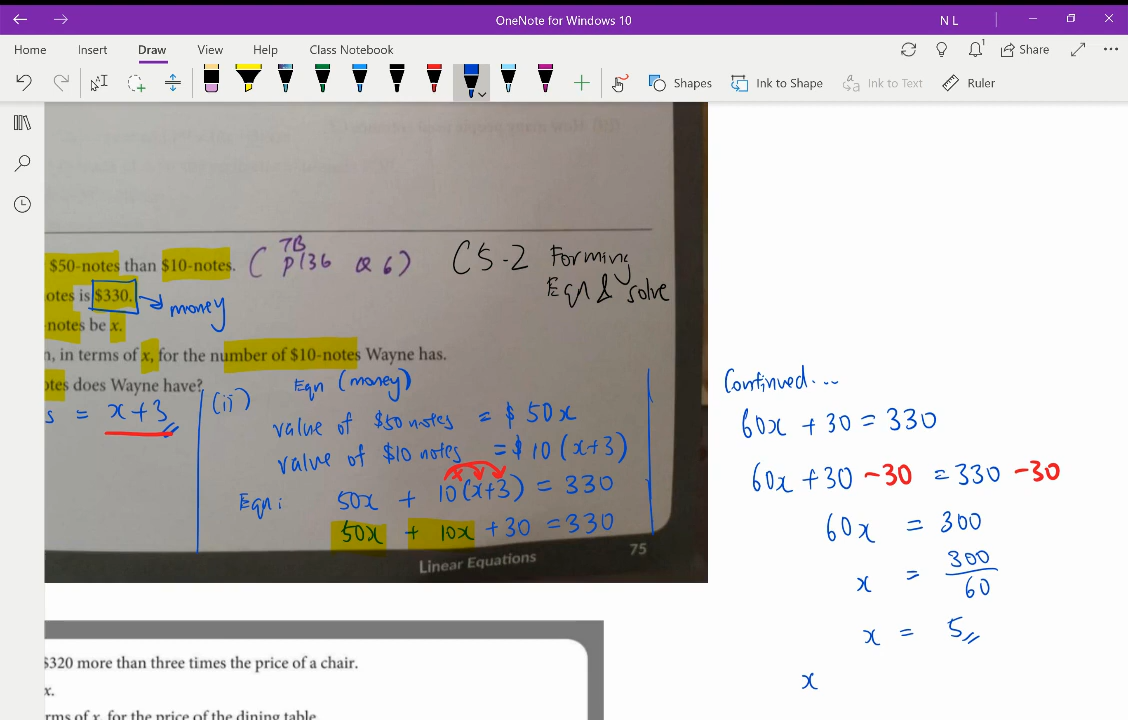 OneNote for Windows 10
N L
Home Insert Draw View Help Class Notebook
Share
Shapes Ink to Shape Ink to Text Ruler
$50-notes than $10-notes. ( TB P136 Q6) C5-2 Forming
Eqn & solve
otes is $330. money
notes be x.
n, in terms of x, for the number of $10-notes Wayne has.
otes does Wayne have?
s = x+3
(ii) Eqn (money)
value of $50 notes = $ 50x
value of $10 notes = $ 10 (x+3)
Eqn: 50x + 10(x+3) = 330
50x + 10x + 30 = 330
Linear Equations 75
Continued...
60x + 30 = 330
60x + 30 -30 = 330 -30
60x = 300
x = 300/60
x = 5
x
$320 more than three times the price of a chair.
x.
rms of x, for the price of the dining table